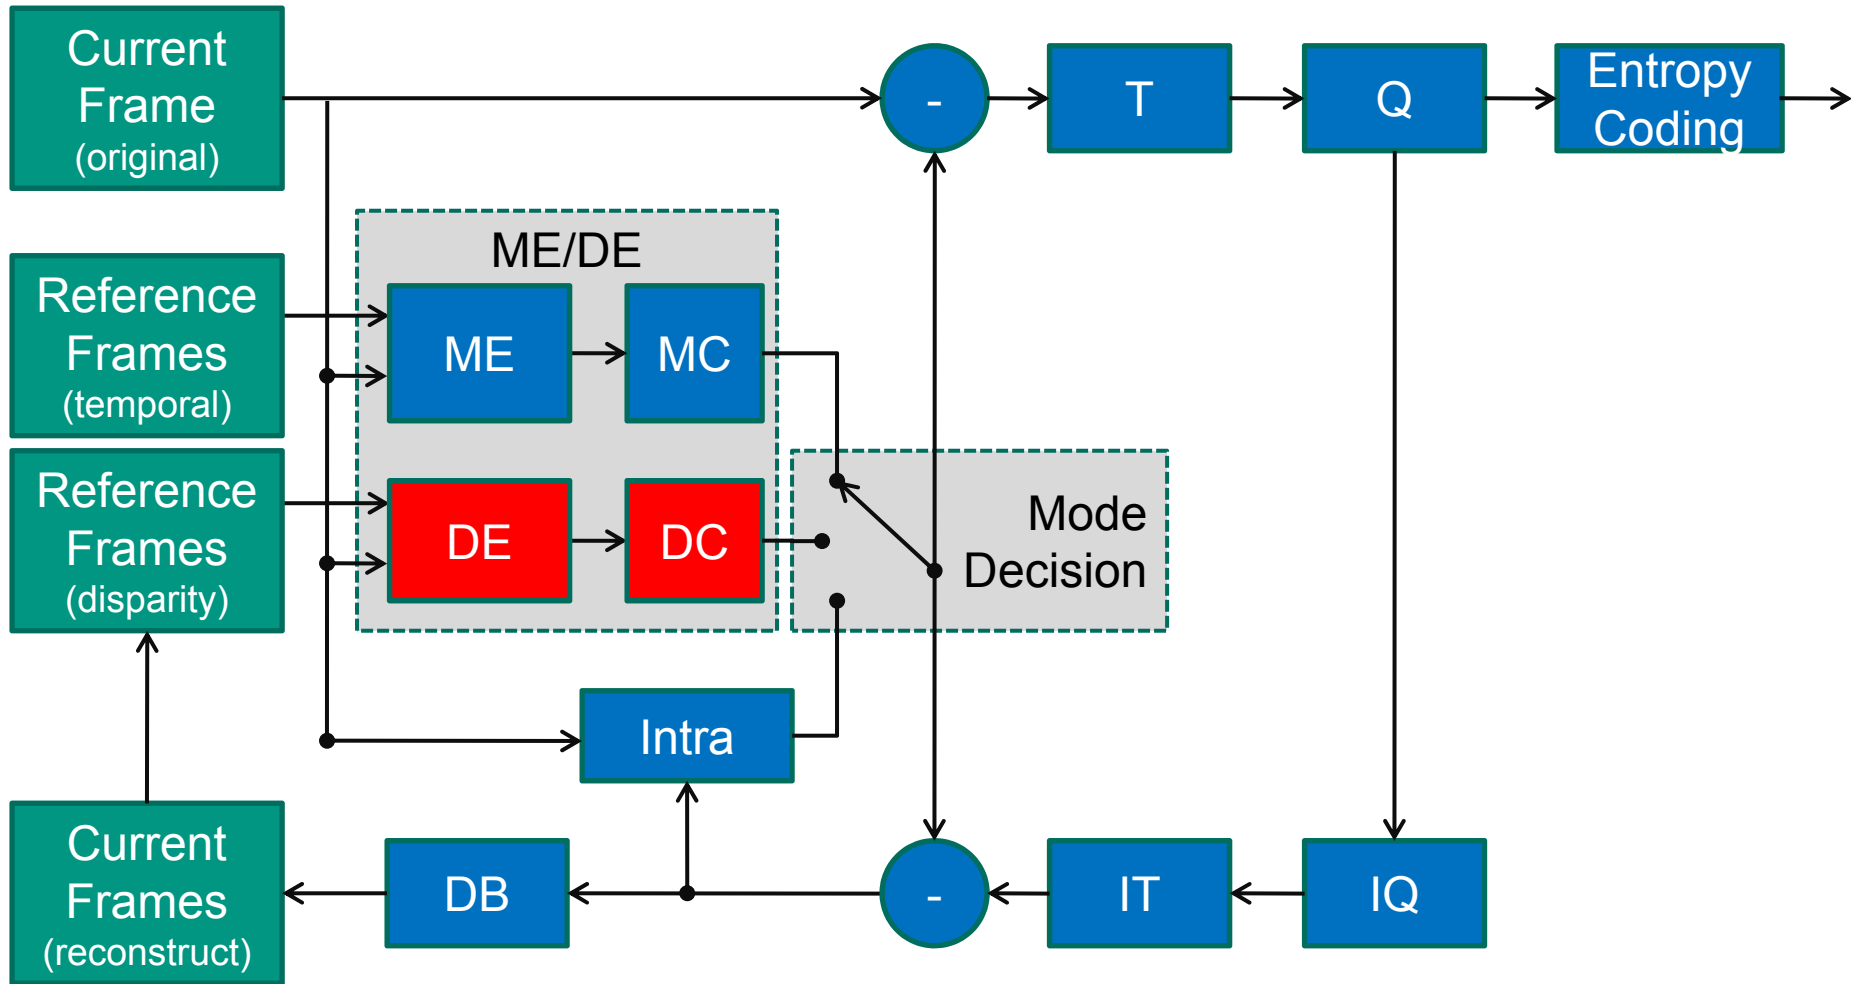 Current
Frame
(original)
-
T
Q
Entropy
Coding
ME/DE
Reference
Frames
(temporal)
ME
MC
Reference
Frames
(disparity)
DE
DC
Mode
Decision
Intra
Current
Frames
(reconstruct)
DB
-
IT
IQ